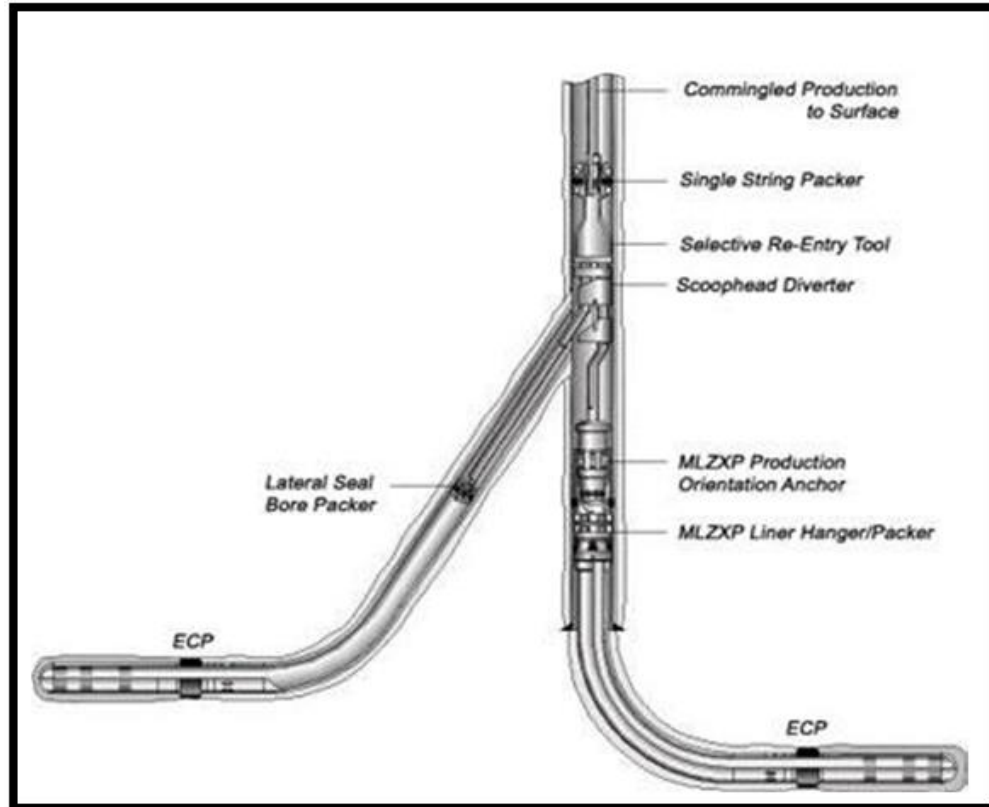 Commingled Production
to Surface
Single String Packer
Selective Re-Entry Tool
Scoophead Diverter
MLZXP Production
Orientation Anchor
Lateral Seal
Bore Packer
MLZXP Liner Hanger/Packer
ECP
ECP